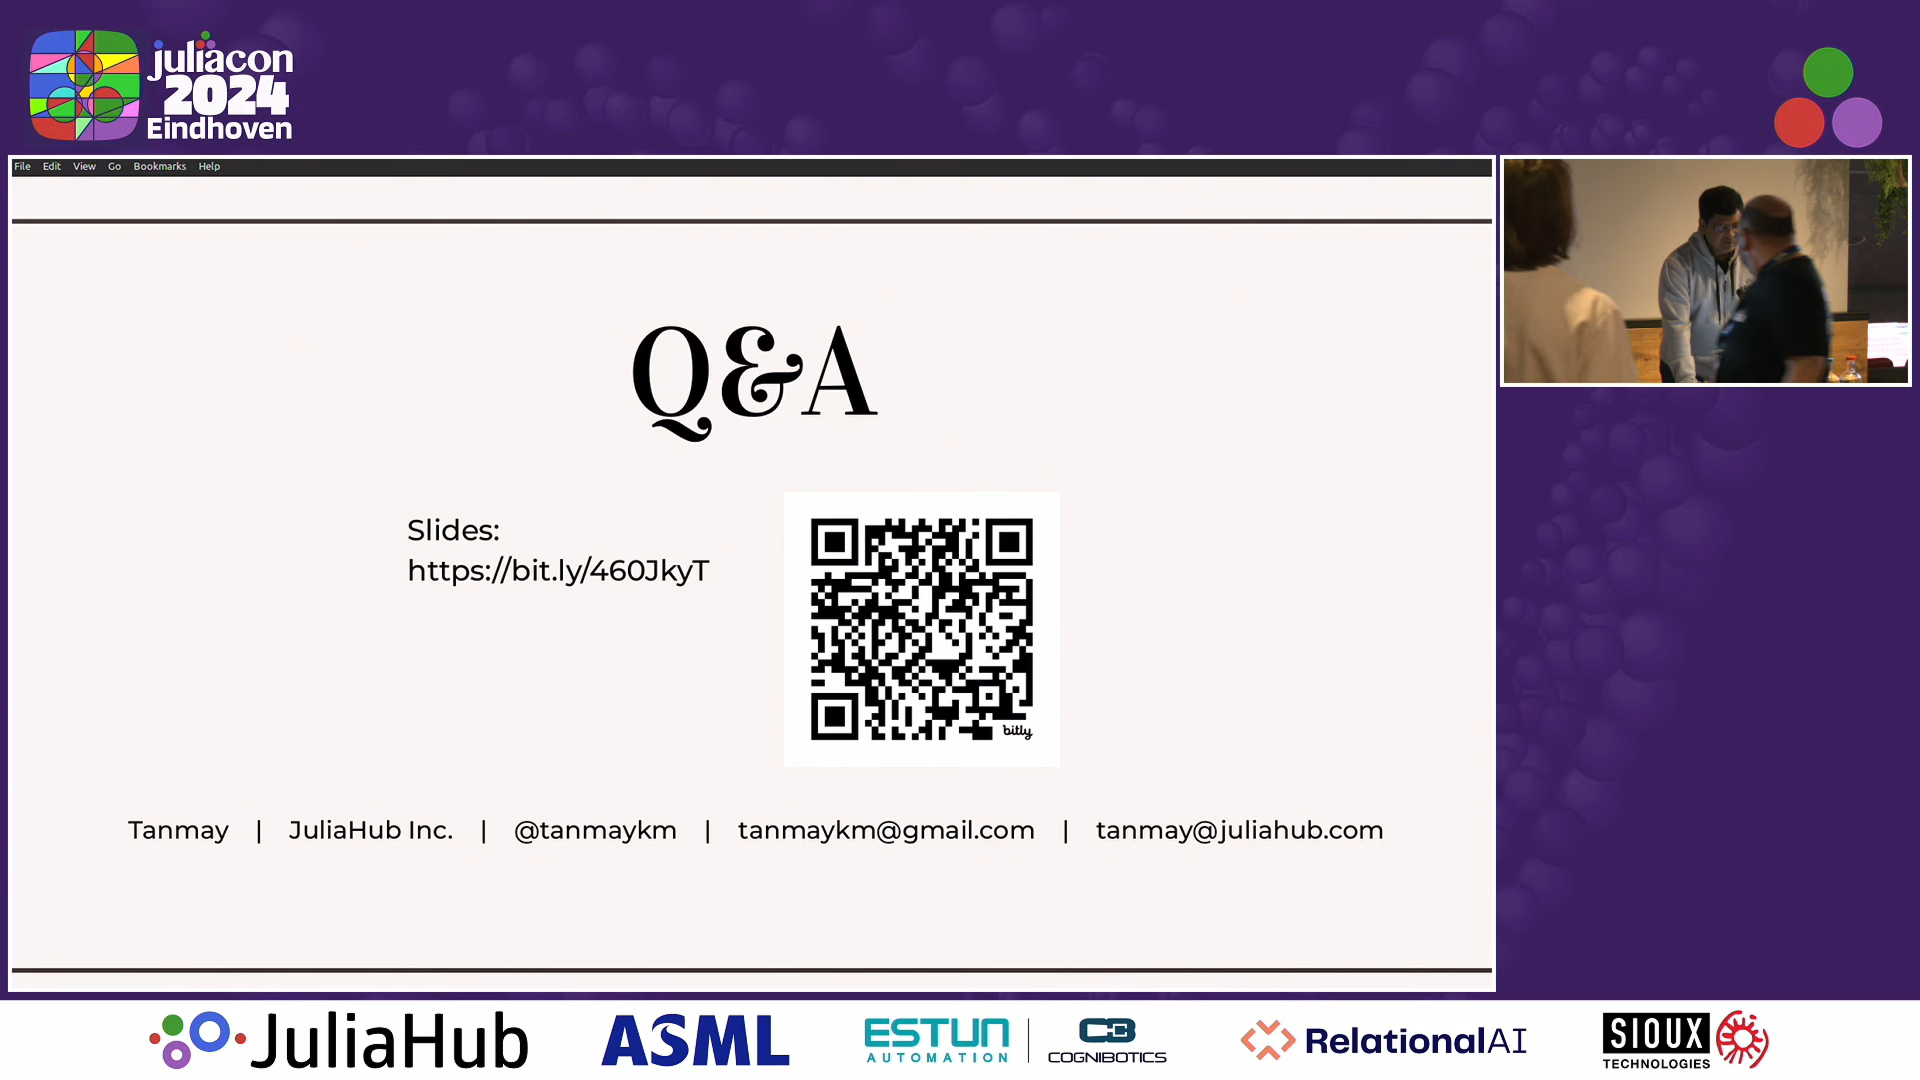 juliacon
2024
Eindhoven
File Edit View Go Bookmarks Help
Q&A
Slides:
https://bit.ly/460JkyT
bitly
Tanmay | JuliaHub Inc. | @tanmaykm | tanmaykm@gmail.com | tanmay@juliahub.com
JuliaHub
ASML
ESTUN
AUTOMATION
COGNIBOTICS
RelationalAI
SIOUX
TECHNOLOGIES